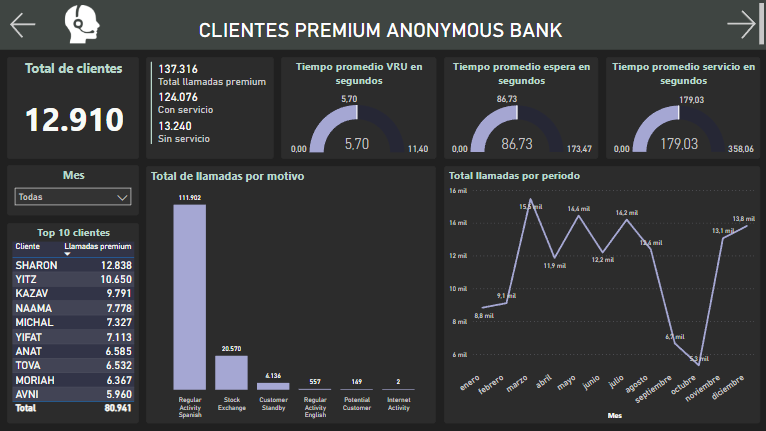 CLIENTES PREMIUM ANONYMOUS BANK
Total de clientes
12.910
137.316
Total llamadas premium
124.076
Con servicio
13.240
Sin servicio
Tiempo promedio VRU en
segundos
5,70
0,00
5,70
11,40
Tiempo promedio espera en
segundos
86,73
0,00
86,73
173,47
Tiempo promedio servicio en
segundos
179,03
0,00
179,03
358,06
Mes
Todas
Top 10 clientes
Cliente Llamadas premium
SHARON 12.838
YITZ 10.650
KAZAV 9.791
NAAMA 7.778
MICHAL 7.327
YIFAT 7.113
ANAT 6.585
TOVA 6.532
MORIAH 6.367
AVNI 5.960
Total 80.941
Total de llamadas por motivo
111.902
20.570
4.136
557
149
2
Regular
Activity
Spanish
Stock
Exchange
Customer
Standby
Regular
Activity
English
Potential
Customer
Internet
Activity
Total llamadas por periodo
16 mil
14 mil
12 mil
10 mil
8 mil
6 mil
8,8 mil
9,1 mil
15,5 mil
11,9 mil
14,4 mil
12,2 mil
14,2 mil
12,4 mil
6,7 mil
5,3 mil
13,1 mil
13,8 mil
enero
febrero
marzo
abril
mayo
junio
julio
agosto
septiembre
octubre
noviembre
diciembre
Mes